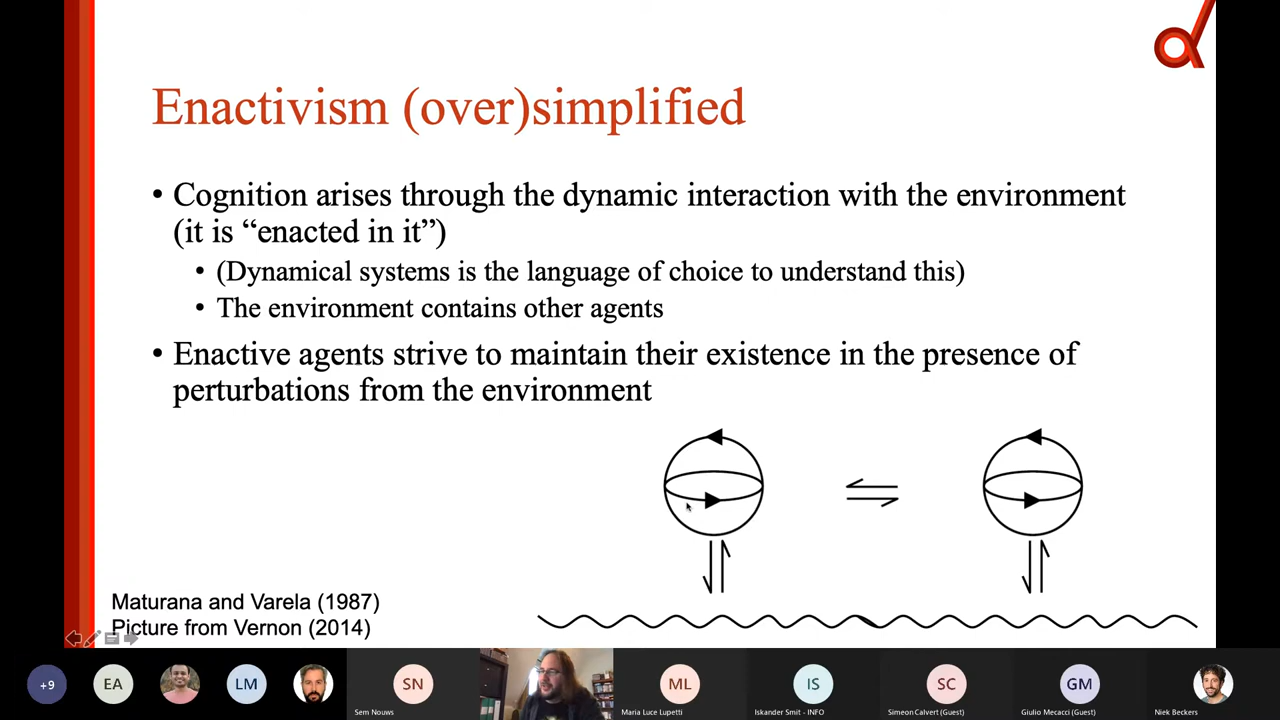 Enactivism (over)simplified
• Cognition arises through the dynamic interaction with the environment
(it is “enacted in it”)
• (Dynamical systems is the language of choice to understand this)
• The environment contains other agents
• Enactive agents strive to maintain their existence in the presence of
perturbations from the environment
Maturana and Varela (1987)
Picture from Vernon (2014)
+9
EA
LM
SN
Sem Nouws
ML
Maria Luce Lupetti
IS
Iskander Smit - INFO
SC
Simeon Calvert (Guest)
GM
Giulio Mecacci (Guest)
Niek Beckers